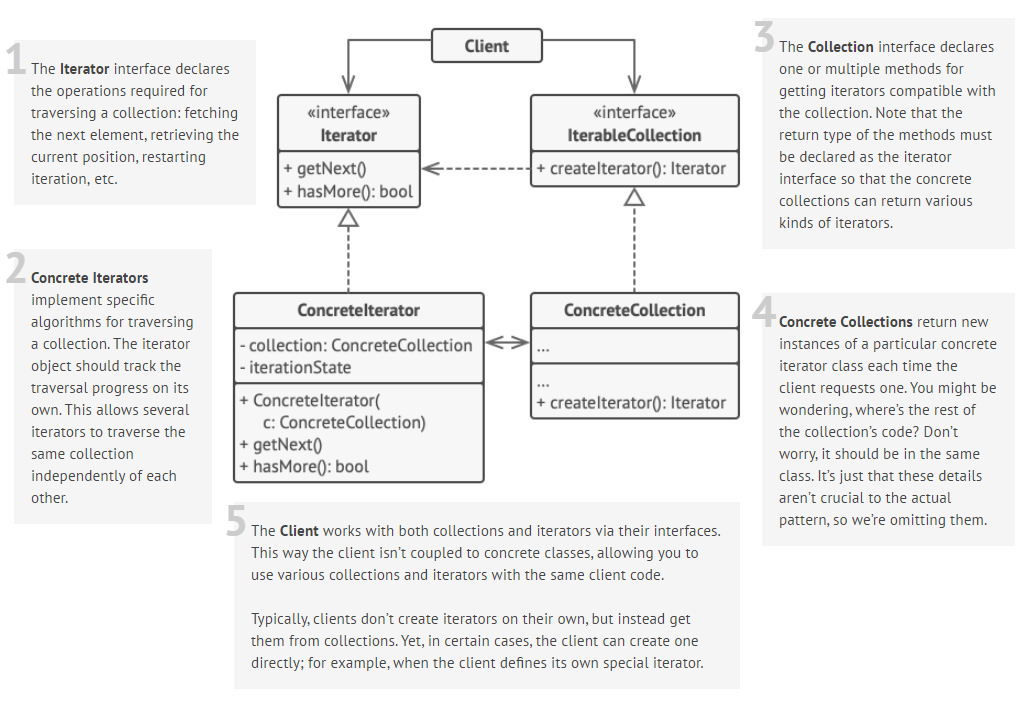 1
The Iterator interface declares
the operations required for
traversing a collection: fetching
the next element, retrieving the
current position, restarting
iteration, etc.
Client
«interface»
Iterator
+ getNext()
+ hasMore(): bool
«interface»
IterableCollection
+ createIterator(): Iterator
3
The Collection interface declares
one or multiple methods for
getting iterators compatible with
the collection. Note that the
return type of the methods must
be declared as the iterator
interface so that the concrete
collections can return various
kinds of iterators.
2
Concrete Iterators
implement specific
algorithms for traversing
a collection. The iterator
object should track the
traversal progress on its
own. This allows several
iterators to traverse the
same collection
independently of each
other.
ConcreteIterator
- collection: ConcreteCollection
- iterationState
+ ConcreteIterator(
c: ConcreteCollection)
+ getNext()
+ hasMore(): bool
ConcreteCollection
...
...
+ createIterator(): Iterator
4
Concrete Collections return new
instances of a particular concrete
iterator class each time the
client requests one. You might be
wondering, where’s the rest of
the collection’s code? Don’t
worry, it should be in the same
class. It’s just that these details
aren’t crucial to the actual
pattern, so we’re omitting them.
5
The Client works with both collections and iterators via their interfaces.
This way the client isn’t coupled to concrete classes, allowing you to
use various collections and iterators with the same client code.
Typically, clients don’t create iterators on their own, but instead get
them from collections. Yet, in certain cases, the client can create one
directly; for example, when the client defines its own special iterator.